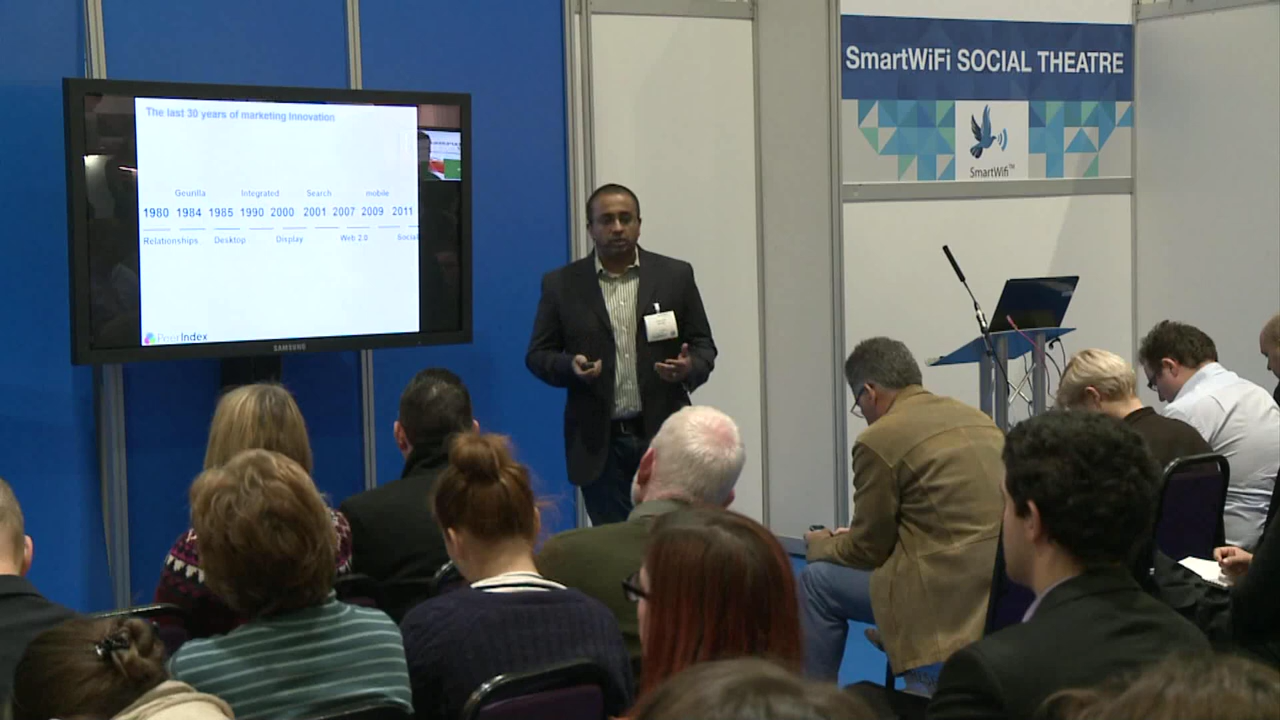 The last 30 years of marketing Innovation
Geurilla Integrated Search mobile
1980 1984 1985 1990 2000 2001 2007 2009 2011
Relationships Desktop Display Web 2.0 Social
PeerIndex
SAMSUNG
SmartWiFi SOCIAL THEATRE
SmartWifi™